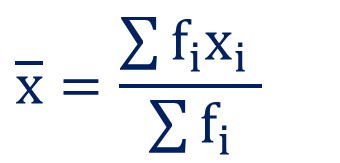 x̄ = ∑ fᵢxᵢ / ∑ fᵢ